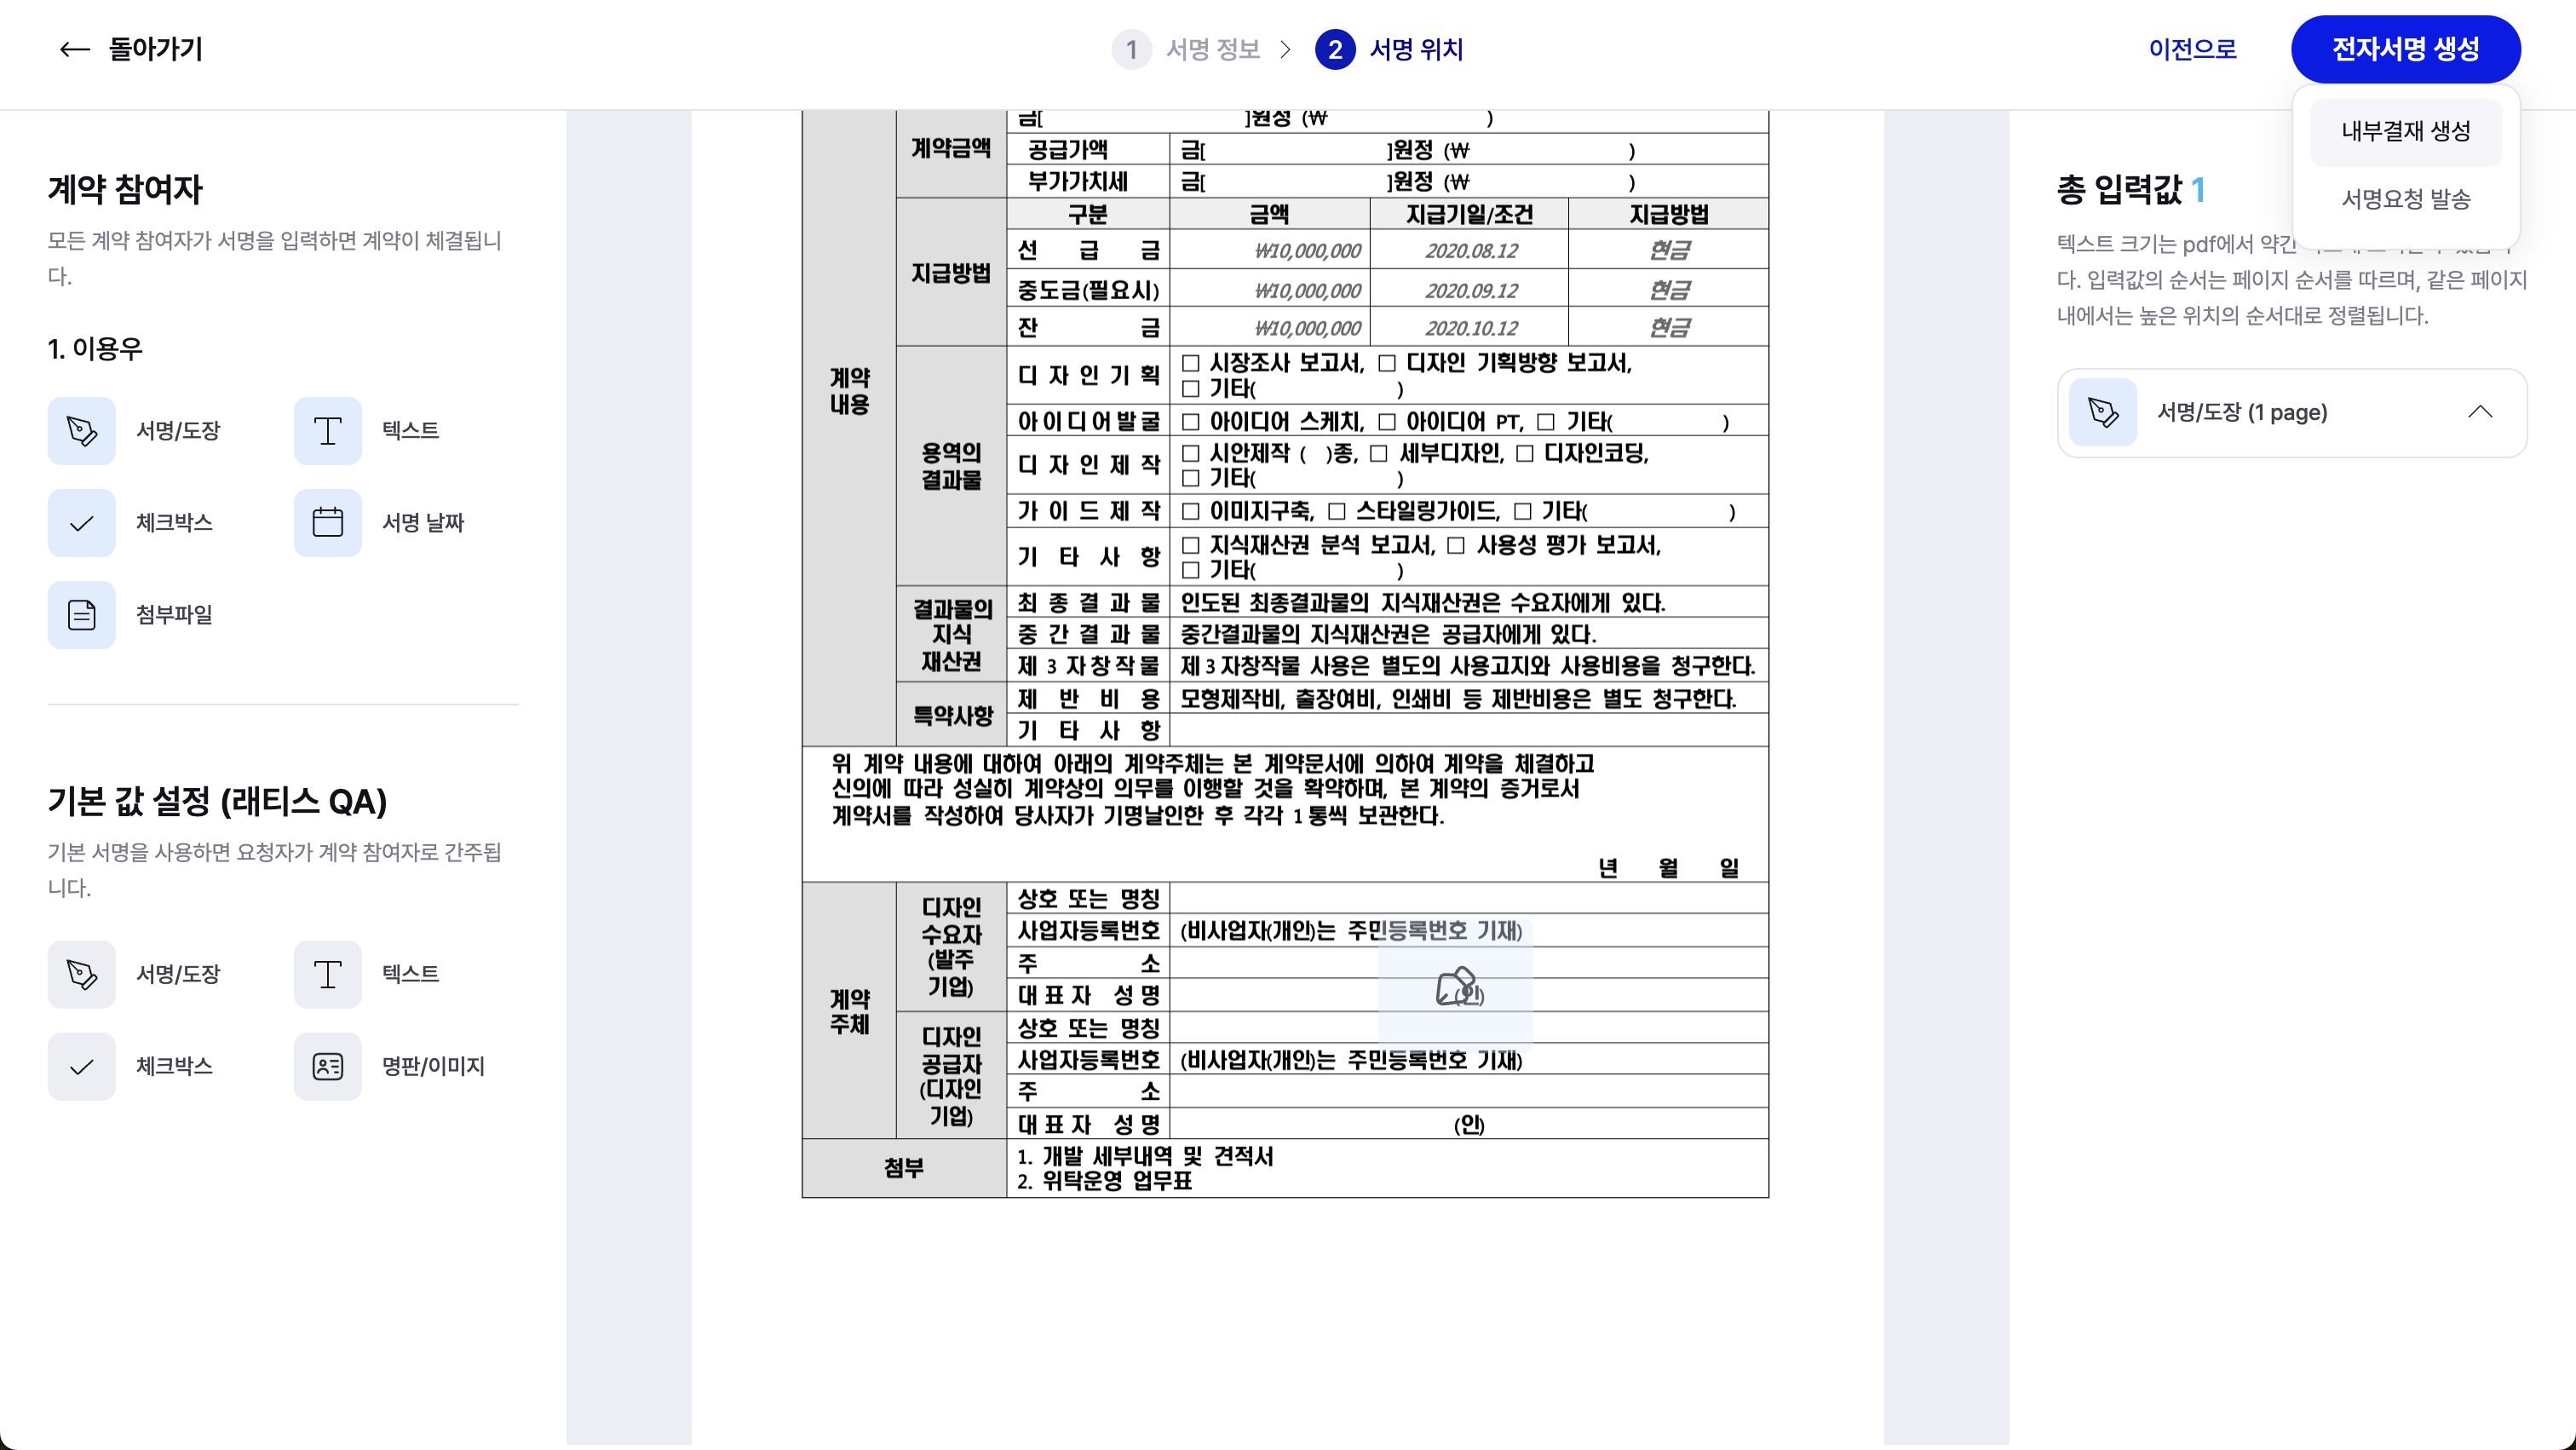 돌아가기
1 서명 정보
2 서명 위치
이전으로
전자서명 생성
내부결재 생성
서명요청 발송
계약 참여자
모든 계약 참여자가 서명을 입력하면 계약이 체결됩니
다.
1. 이용우
서명/도장
텍스트
체크박스
서명 날짜
첨부파일
기본 값 설정 (래티스 QA)
기본 서명을 사용하면 요청자가 계약 참여자로 간주됩
니다.
서명/도장
텍스트
체크박스
명판/이미지
계약
내용
계약금액
금[ ]원정 (₩ )
공급가액 금[ ]원정 (₩ )
부가가치세 금[ ]원정 (₩ )
지급방법
구분 금액 지급기일/조건 지급방법
선 급 금 ₩10,000,000 2020.08.12 현금
중도금(필요시) ₩10,000,000 2020.09.12 현금
잔 금 ₩10,000,000 2020.10.12 현금
용역의
결과물
디 자 인 기 획 □ 시장조사 보고서, □ 디자인 기획방향 보고서,
□ 기타( )
아이디어발굴 □ 아이디어 스케치, □ 아이디어 PT, □ 기타( )
디 자 인 제 작 □ 시안제작 ( )종, □ 세부디자인, □ 디자인코딩,
□ 기타( )
가 이 드 제 작 □ 이미지구축, □ 스타일링가이드, □ 기타( )
기 타 사 항 □ 지식재산권 분석 보고서, □ 사용성 평가 보고서,
□ 기타( )
결과물의
지식
재산권
최 종 결 과 물 인도된 최종결과물의 지식재산권은 수요자에게 있다.
중 간 결 과 물 중간결과물의 지식재산권은 공급자에게 있다.
제 3 자창작물 제3자창작물 사용은 별도의 사용고지와 사용비용을 청구한다.
특약사항
제 반 비 용 모형제작비, 출장여비, 인쇄비 등 제반비용은 별도 청구한다.
기 타 사 항
위 계약 내용에 대하여 아래의 계약주체는 본 계약문서에 의하여 계약을 체결하고
신의에 따라 성실히 계약상의 의무를 이행할 것을 확약하며, 본 계약의 증거로서
계약서를 작성하여 당사자가 기명날인한 후 각각 1통씩 보관한다.
년 월 일
계약
주체
디자인
수요자
(발주
기업)
상호 또는 명칭
사업자등록번호 (비사업자(개인)는 주민등록번호 기재)
주 소
대표자 성명 (인)
디자인
공급자
(디자인
기업)
상호 또는 명칭
사업자등록번호 (비사업자(개인)는 주민등록번호 기재)
주 소
대표자 성명 (인)
첨부
1. 개발 세부내역 및 견적서
2. 위탁운영 업무표
총 입력값 1
텍스트 크기는 pdf에서 약간
다. 입력값의 순서는 페이지 순서를 따르며, 같은 페이지
내에서는 높은 위치의 순서대로 정렬됩니다.
서명/도장 (1 page)